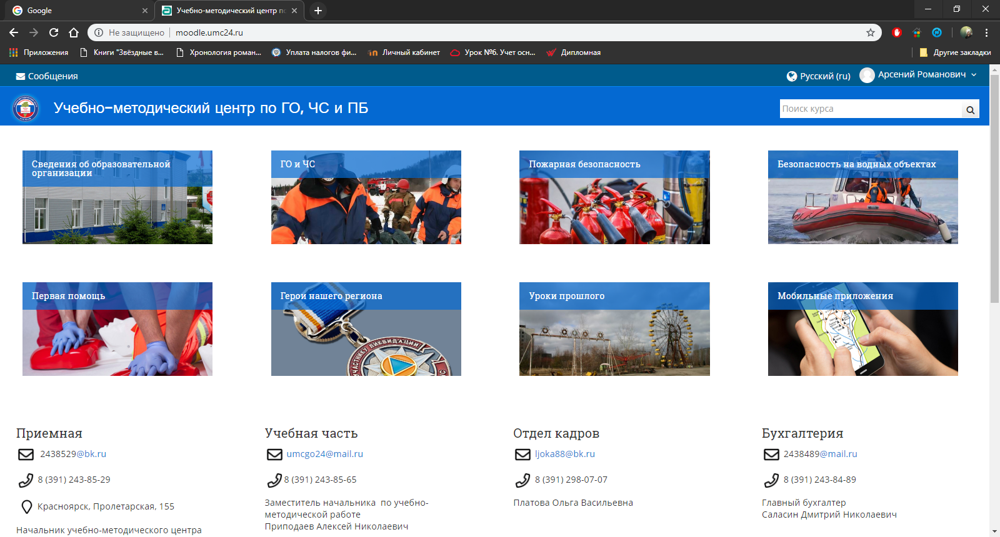 Google
Учебно-методический центр по
Не защищено
moodle.umc24.ru
Приложения
Книги "Звёздные в...
Хронология роман...
Уплата налогов фи...
Личный кабинет
Урок №6. Учет осн...
Дипломная
Другие закладки
Сообщения
Русский (ru)
Арсений Романович
Учебно-методический центр по ГО, ЧС и ПБ
Поиск курса
Сведения об образовательной
организации
ГО и ЧС
Пожарная безопасность
Безопасность на водных объектах
Первая помощь
Герои нашего региона
УЧАСТНИКУ ЛИКВИДАЦИИ
Уроки прошлого
Мобильные приложения
Приемная
2438529@bk.ru
8 (391) 243-85-29
Красноярск, Пролетарская, 155
Начальник учебно-методического центра
Учебная часть
umcgo24@mail.ru
8 (391) 243-85-65
Заместитель начальника по учебно-
методической работе
Приподаев Алексей Николаевич
Отдел кадров
ljoka88@bk.ru
8 (391) 298-07-07
Платова Ольга Васильевна
Бухгалтерия
2438489@mail.ru
8 (391) 243-84-89
Главный бухгалтер
Саласин Дмитрий Николаевич